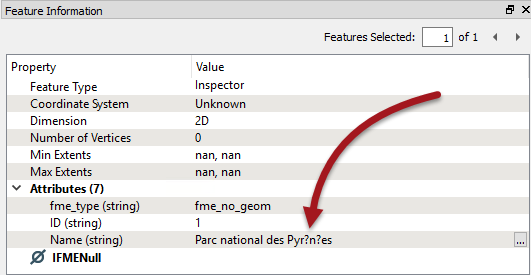 Feature Information
Features Selected: 1 of 1
Property Value
Feature Type Inspector
Coordinate System Unknown
Dimension 2D
Number of Vertices 0
Min Extents nan, nan
Max Extents nan, nan
Attributes (7)
fme_type (string) fme_no_geom
ID (string) 1
Name (string) Parc national des Pyr?n?es ...
IFMENull